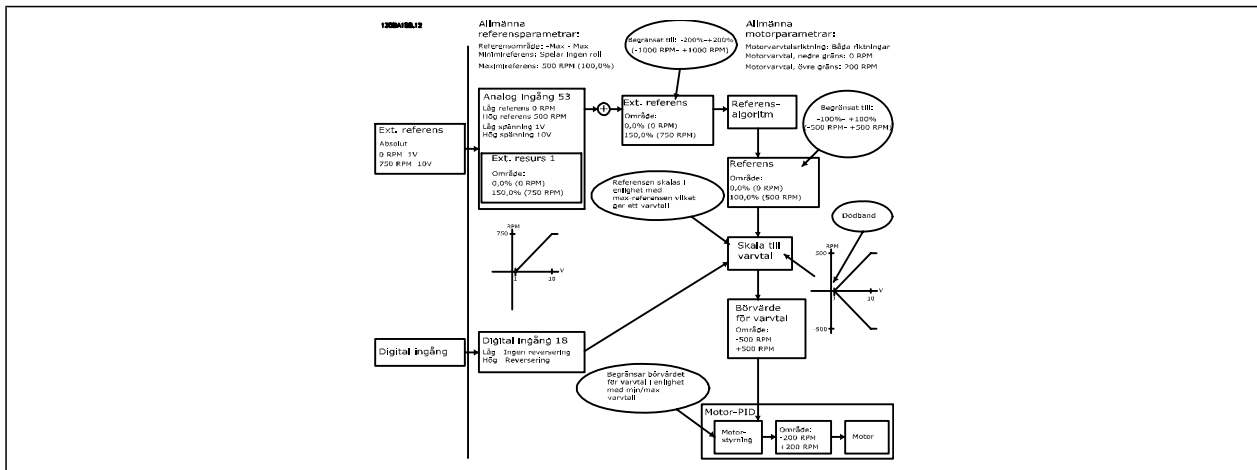 130BA188.12
Allmänna
referensparametrar:
Referensområde: -Max - Max
Minimireferens: Spelar ingen roll
Maximireferens: 500 RPM (100,0%)
Begränsat till: -200%-+200%
(-1000 RPM- +1000 RPM)
Allmänna
motorparametrar:
Motorvarvtalsriktning: Båga riktningar
Motorvarvtal, nedre gräns: 0 RPM
Motorvarvtal, övre gräns: 200 RPM
Ext. referens
Absolut
0 RPM 1V
750 RPM 10V
Analog ingång 53
Låg referens 0 RPM
Hög referens 500 RPM
Låg spänning 1V
Hög spänning 10V
Ext. resurs 1
Område:
0,0% (0 RPM)
150,0% (750 RPM)
Ext. referens
Område:
0,0% (0 RPM)
150,0% (750 RPM)
Referens-
algoritm
Begränsat till:
-100%- +100%
(-500 RPM- +500 RPM)
Referens
Område:
0,0% (0 RPM)
100,0% (500 RPM)
Referensen skalas i
enlighet med
max-referensen vilket
ger ett varvtal!
Dödband
RPM
750
1
10
V
Skala till
varvtal
RPM
500
1
10
V
-500
Digital ingång
Digital ingång 18
Låg Ingen reversering
Hög Reversering
Börvärde
för varvtal
Område:
-500 RPM
+500 RPM
Begränsar börvärdet
för varvtal i enlighet
med min/max
varvtal!
Motor-PID
Motor-
styrning
Område:
-200 RPM
+200 RPM
Motor